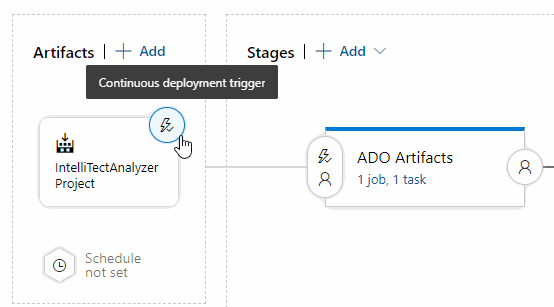 Artifacts | + Add
Stages | + Add
Continuous deployment trigger
IntelliTectAnalyzer
Project
ADO Artifacts
1 job, 1 task
Schedule
not set